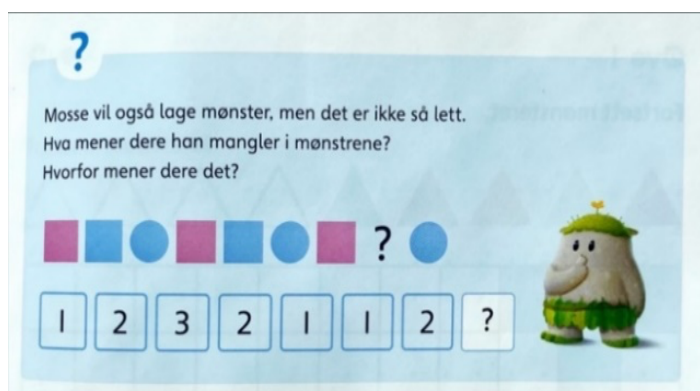 ?
Mosse vil også lage mønster, men det er ikke så lett.
Hva mener dere han mangler i mønstrene?
Hvorfor mener dere det?
?
1 2 3 2 1 1 2 ?